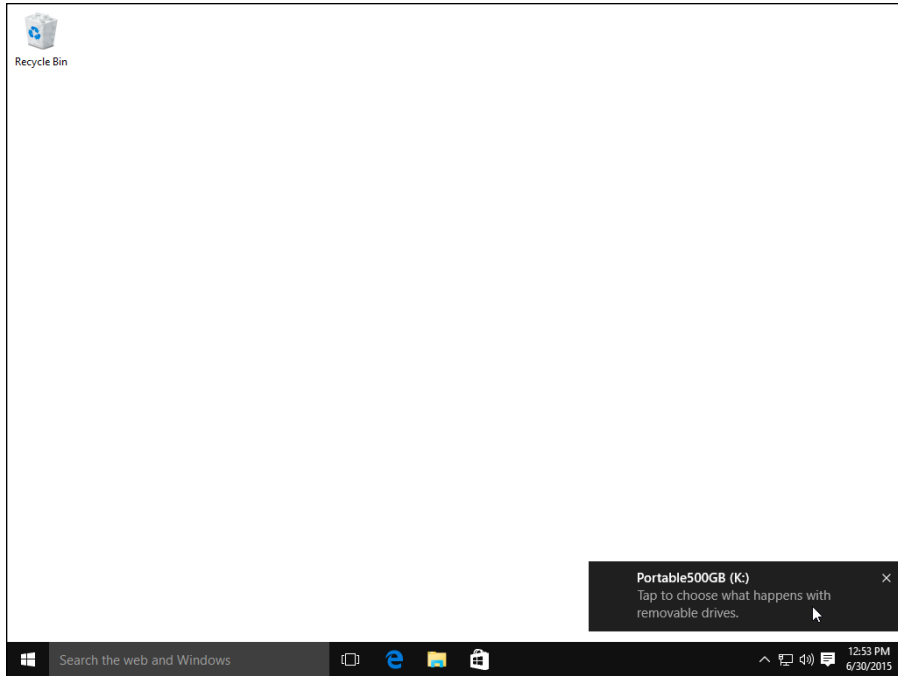 Recycle Bin
Portable500GB (K:)
Tap to choose what happens with
removable drives.
Search the web and Windows
12:53 PM
6/30/2015